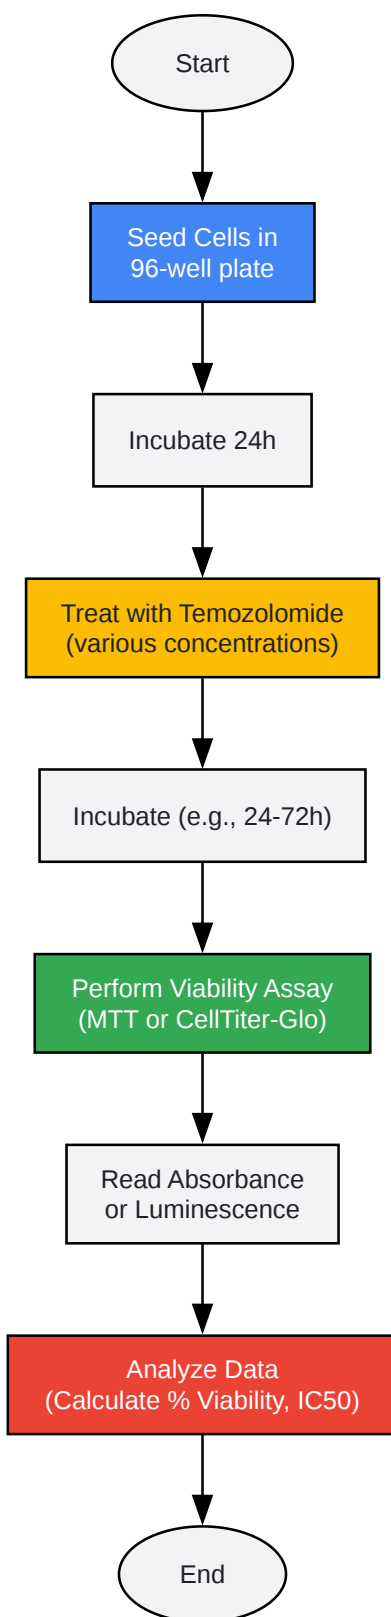 Start
Seed Cells in
96-well plate
Incubate 24h
Treat with Temozolomide
(various concentrations)
Incubate (e.g., 24-72h)
Perform Viability Assay
(MTT or CellTiter-Glo)
Read Absorbance
or Luminescence
Analyze Data
(Calculate % Viability, IC50)
End